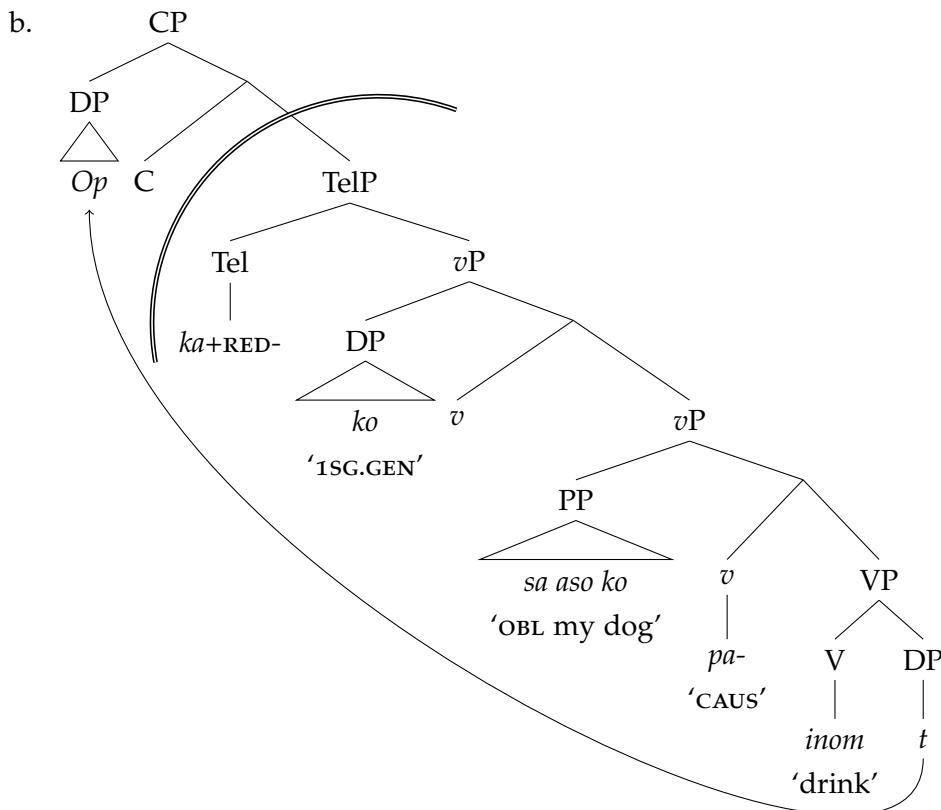 b.
CP
DP
Op C TelP
Tel vP
ka+RED- DP
ko v vP
‘1SG.GEN’
PP
sa aso ko v VP
‘OBL my dog’
pa- V DP
‘CAUS’
inom t
‘drink’